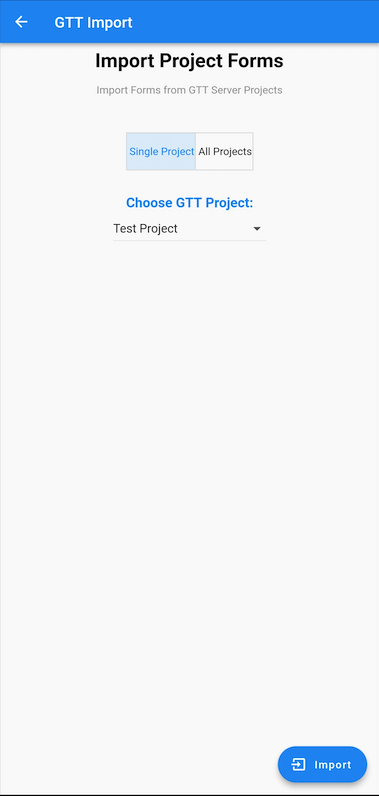 GTT Import
Import Project Forms
Import Forms from GTT Server Projects
Single Project All Projects
Choose GTT Project:
Test Project
Import